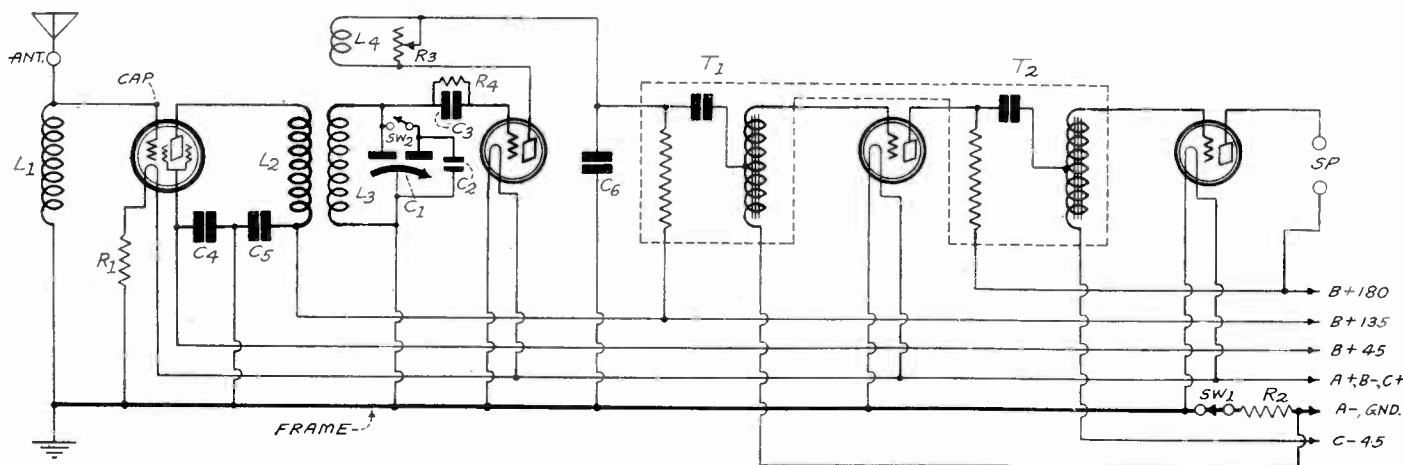 ANT.
CAP.
L1
R1
C4
C5
L2
L3
L4
R3
R4
C3
SW2
C2
C1
C6
T1
T2
SP
B+180
B+135
B+45
A+,B-,C+
SW1
R2
A-, GND.
C-45
FRAME